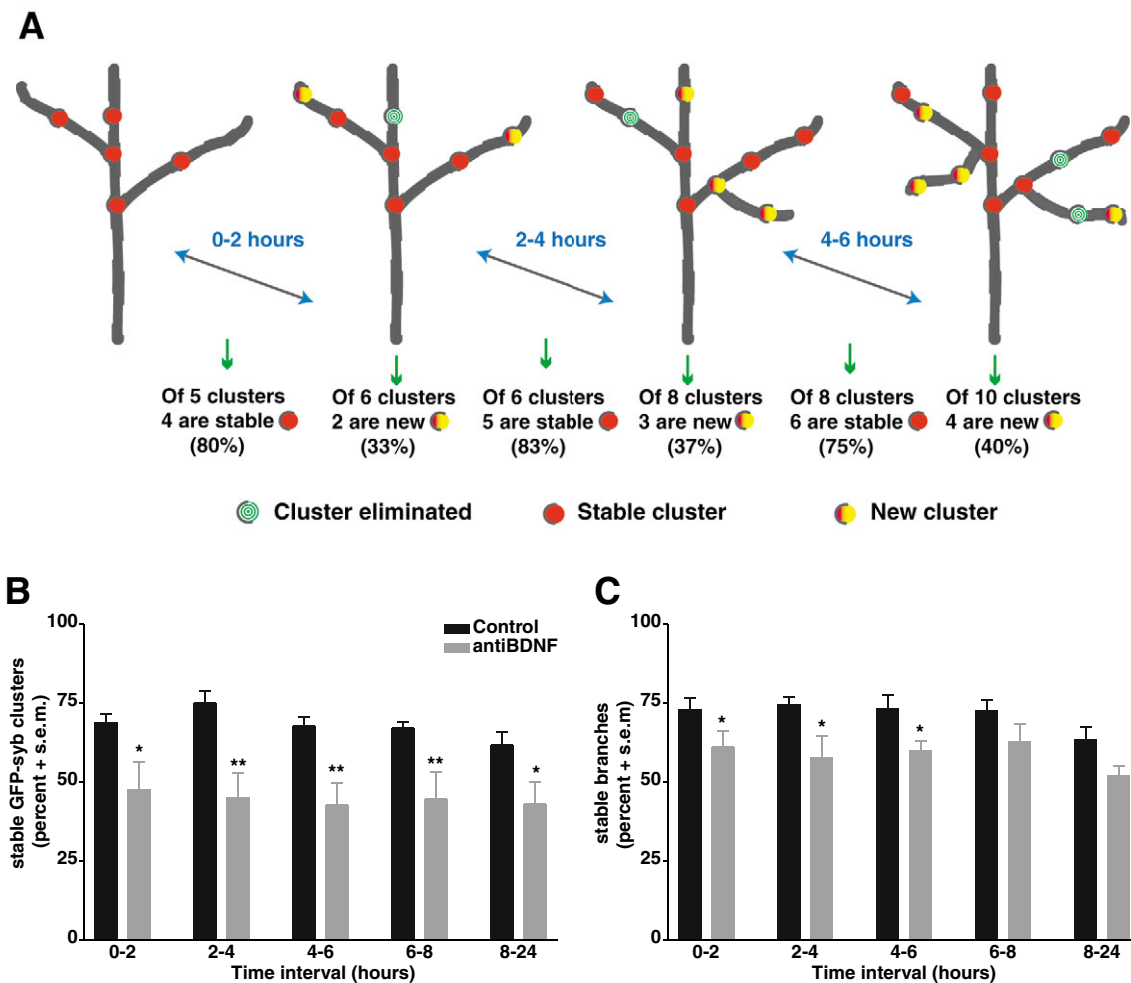 A
0-2 hours
2-4 hours
4-6 hours
Of 5 clusters
4 are stable
(80%)
Of 6 clusters
2 are new
(33%)
Of 6 clusters
5 are stable
(83%)
Of 8 clusters
3 are new
(37%)
Of 8 clusters
6 are stable
(75%)
Of 10 clusters
4 are new
(40%)
Cluster eliminated
Stable cluster
New cluster
B
stable GFP-syb clusters
(percent + s.e.m.)
100
75
50
25
0
Control
antiBDNF
*
**
**
**
*
0-2
2-4
4-6
6-8
8-24
Time interval (hours)
C
stable branches
(percent + s.e.m)
100
75
50
25
0
*
*
*
0-2
2-4
4-6
6-8
8-24
Time interval (hours)